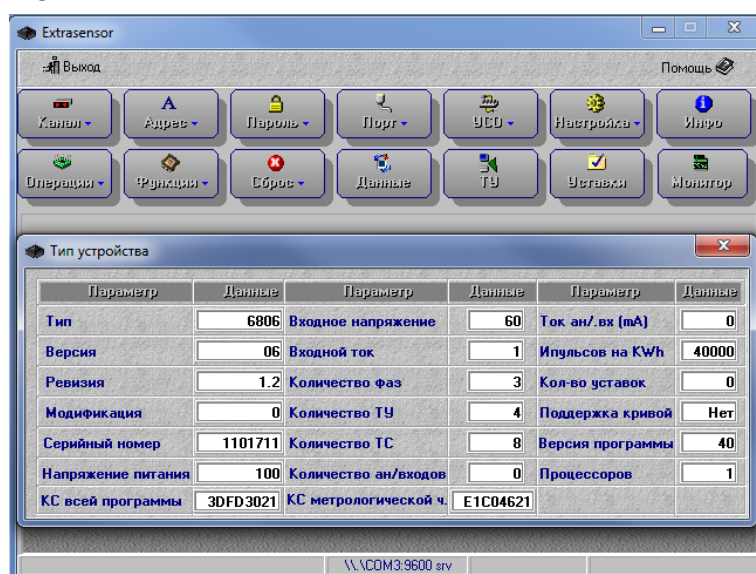 Extrasensor
Выход Помощь
Канал Адрес Пароль Порт УСО Настройка Инфо
Операции Функции Сброс Данные ТУ Уставки Монитор
Тип устройства
Параметр Данные Параметр Данные Параметр Данные
Тип 6806 Входное напряжение 60 Ток ан/.вх (mA) 0
Версия 06 Входной ток 1 Ипульсов на KWh 40000
Ревизия 1.2 Количество фаз 3 Кол-во уставок 0
Модификация 0 Количество ТУ 4 Поддержка кривой Нет
Серийный номер 1101711 Количество ТС 8 Версия программы 40
Напряжение питания 100 Количество ан/входов 0 Процессоров 1
КС всей программы 3DFD3021 КС метрологической ч. E1C04621
\\.\COM3:9600 srv